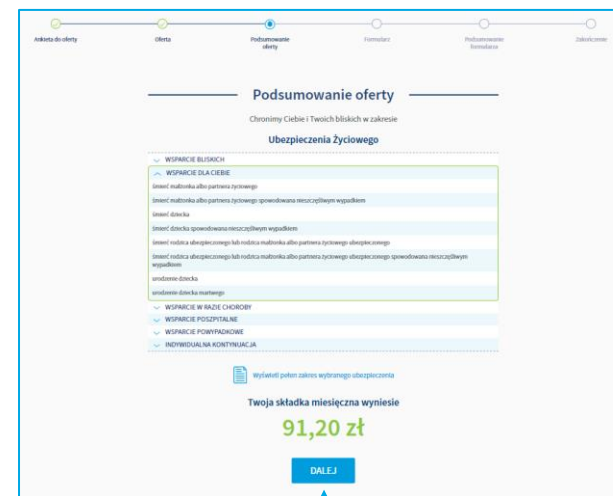 Ankieta do oferty
Oferta
Podsumowanie
oferty
Formularz
Podsumowanie
formularza
Zakończenie
Podsumowanie oferty
Chronimy Ciebie i Twoich bliskich w zakresie
Ubezpieczenia Życiowego
WSPARCIE BLISKICH
WSPARCIE DLA CIEBIE
śmierć małżonka albo partnera życiowego
śmierć małżonka albo partnera życiowego spowodowana nieszczęśliwym wypadkiem
śmierć dziecka
śmierć dziecka spowodowana nieszczęśliwym wypadkiem
śmierć rodzica ubezpieczonego lub rodzica małżonka albo partnera życiowego ubezpieczonego
śmierć rodzica ubezpieczonego lub rodzica małżonka albo partnera życiowego ubezpieczonego spowodowana nieszczęśliwym
wypadkiem
urodzenie dziecka
urodzenie dziecka martwego
WSPARCIE W RAZIE CHOROBY
WSPARCIE POSZPITALNE
WSPARCIE POWYPADKOWE
INDYWIDUALNA KONTYNUACJA
Wyświetl pełen zakres wybranego ubezpieczenia
Twoja składka miesięczna wyniesie
91,20 zł
DALEJ